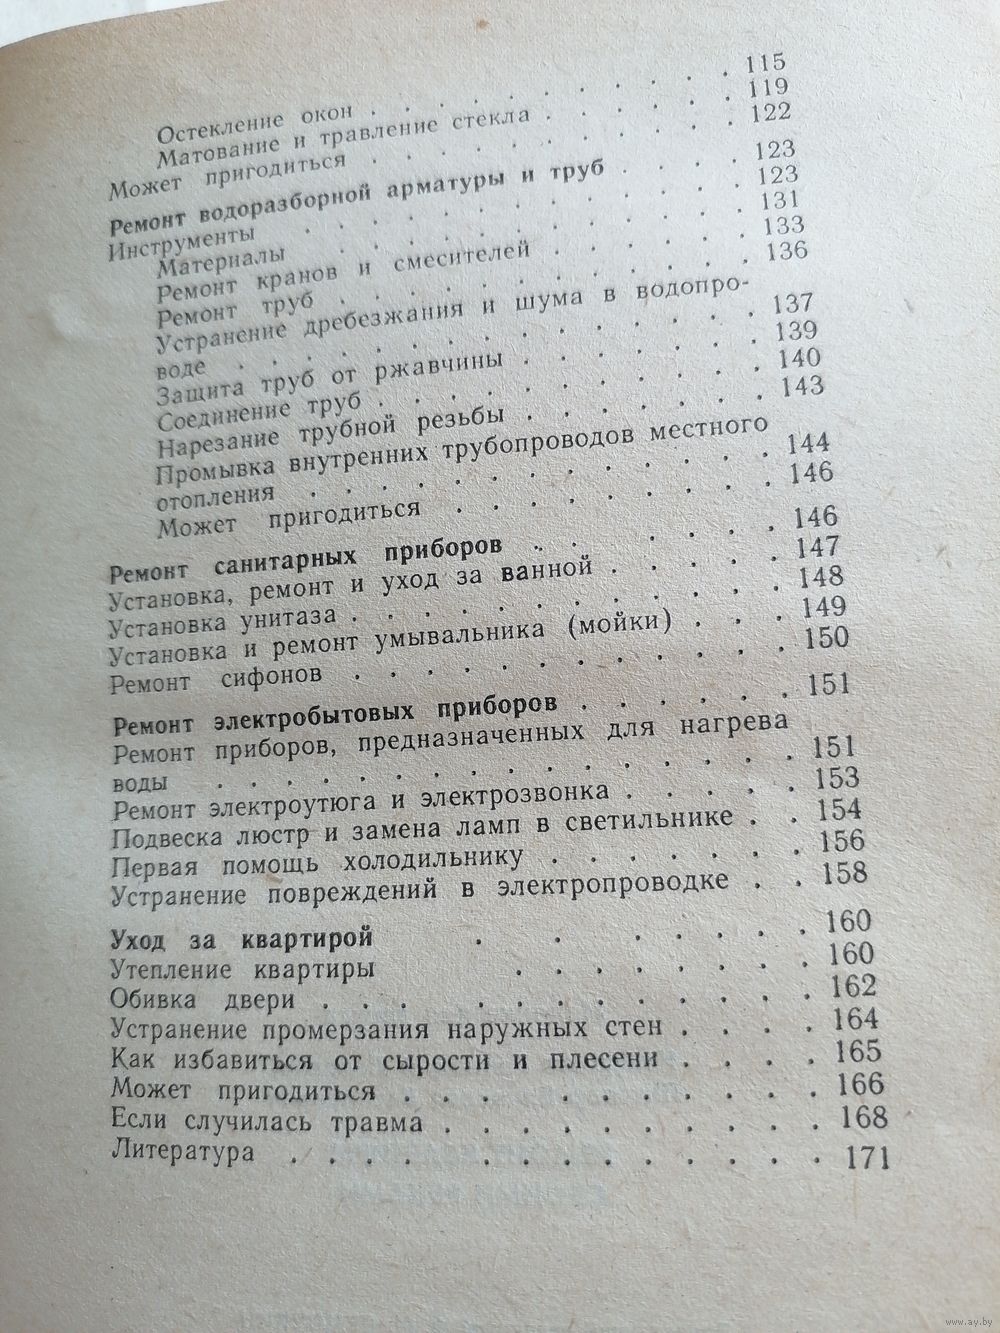 Остекление окон . . . . . . . . . . 115
Матование и травление стекла . . . . . . 119
Может пригодиться . . . . . . . . . . 122
Ремонт водоразборной арматуры и труб . . . . 123
Инструменты . . . . . . . . . . . . 123
Материалы . . . . . . . . . . . . 131
Ремонт кранов и смесителей . . . . . . 133
Ремонт труб . . . . . . . . . . . 136
Устранение дребезжания и шума в водопро-
воде . . . . . . . . . . . . . 137
Защита труб от ржавчины . . . . . . . 139
Соединение труб . . . . . . . . . . 140
Нарезание трубной резьбы . . . . . . . 143
Промывка внутренних трубопроводов местного
отопления . . . . . . . . . . . 144
Может пригодиться . . . . . . . . 146
Ремонт санитарных приборов . . . . . . 146
Установка, ремонт и уход за ванной . . . . . 147
Установка унитаза . . . . . . . . . . 148
Установка и ремонт умывальника (мойки) . . . . 149
Ремонт сифонов . . . . . . . . . . 150
Ремонт электробытовых приборов . . . . . . 151
Ремонт приборов, предназначенных для нагрева
воды . . . . . . . . . . . . . . 151
Ремонт электроутюга и электрозвонка . . . . . 153
Подвеска люстр и замена ламп в светильнике . . 154
Первая помощь холодильнику . . . . . . . 156
Устранение повреждений в электропроводке . . 158
Уход за квартирой . . . . . . . 160
Утепление квартиры . . . . . . . 160
Обивка двери . . . . . . . . . . . 162
Устранение промерзания наружных стен . . . . 164
Как избавиться от сырости и плесени . . . . 165
Может пригодиться . . . . . . . . . . 166
Если случилась травма . . . . . . . . . 168
Литература . . . . . . . . . . . . 171
www.ay.by